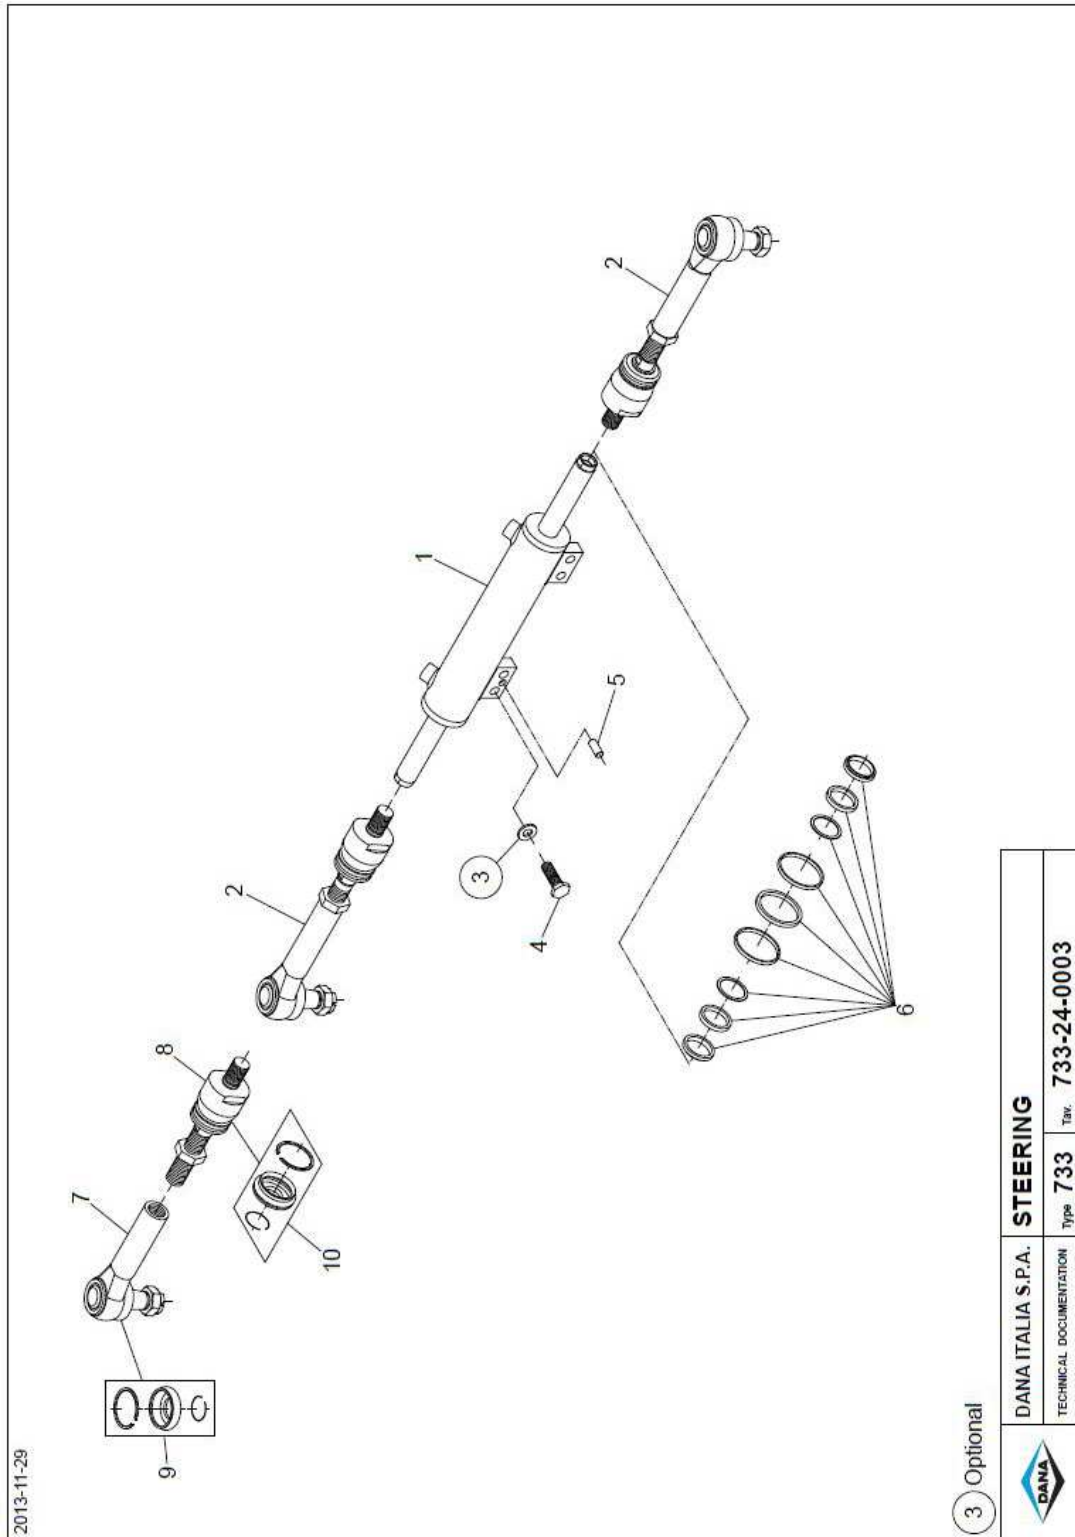 2013-11-29
1
2
2
3
4
5
6
7
8
9
10
3 Optional
DANA
DANA ITALIA S.P.A.
STEERING
TECHNICAL DOCUMENTATION
Type 733
Tav. 733-24-0003